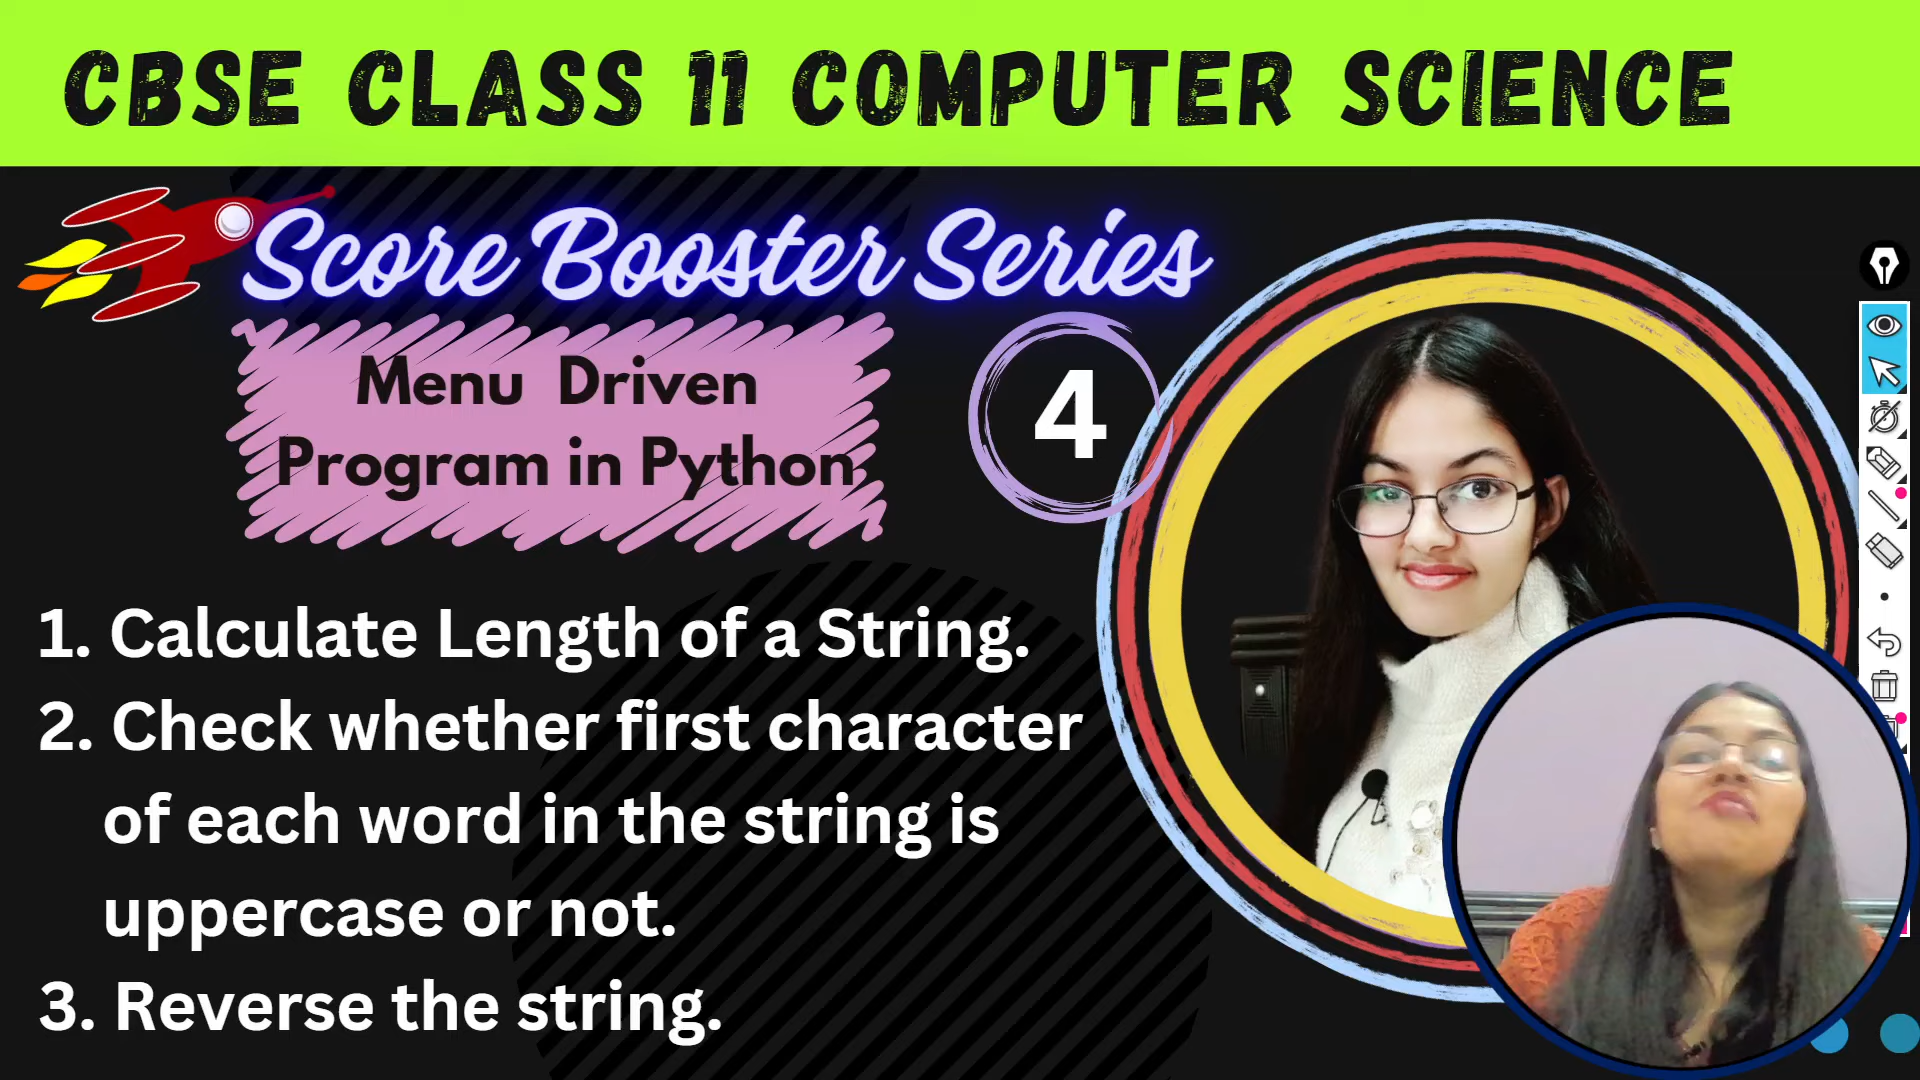 CBSE CLASS 11 COMPUTER SCIENCE
Score Booster Series
Menu Driven
Program in Python
4
1. Calculate Length of a String.
2. Check whether first character
of each word in the string is
uppercase or not.
3. Reverse the string.